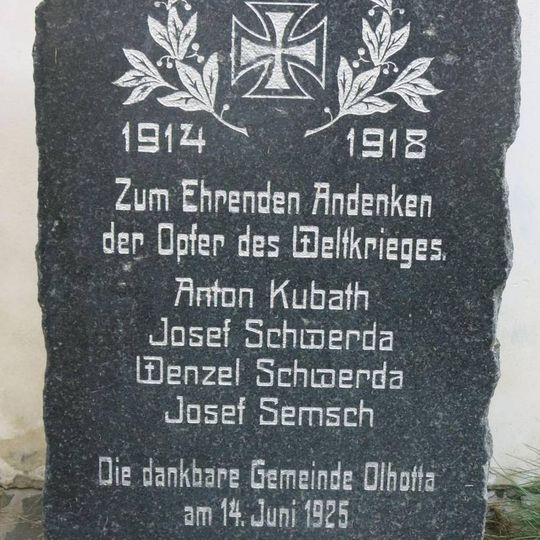 1914 1918
Zum Ehrenden Andenken
der Opfer des Weltkrieges.
Anton Kubath
Josef Schwerda
Wenzel Schwerda
Josef Semsch
Die dankbare Gemeinde Olhotta
am 14. Juni 1925